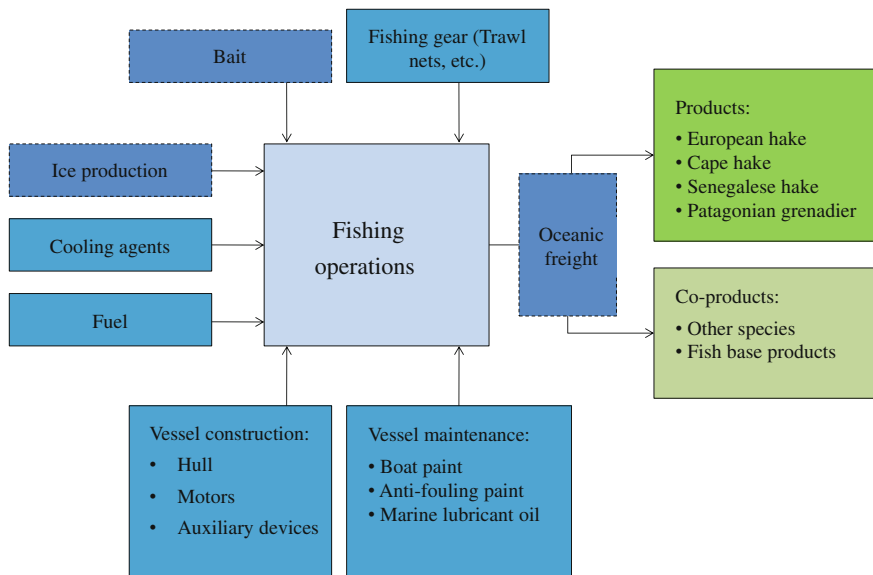 Bait
Fishing gear (Trawl
nets, etc.)
Ice production
Cooling agents
Fuel
Fishing
operations
Oceanic
freight
Products:
• European hake
• Cape hake
• Senegalese hake
• Patagonian grenadier
Co-products:
• Other species
• Fish base products
Vessel construction:
• Hull
• Motors
• Auxiliary devices
Vessel maintenance:
• Boat paint
• Anti-fouling paint
• Marine lubricant oil